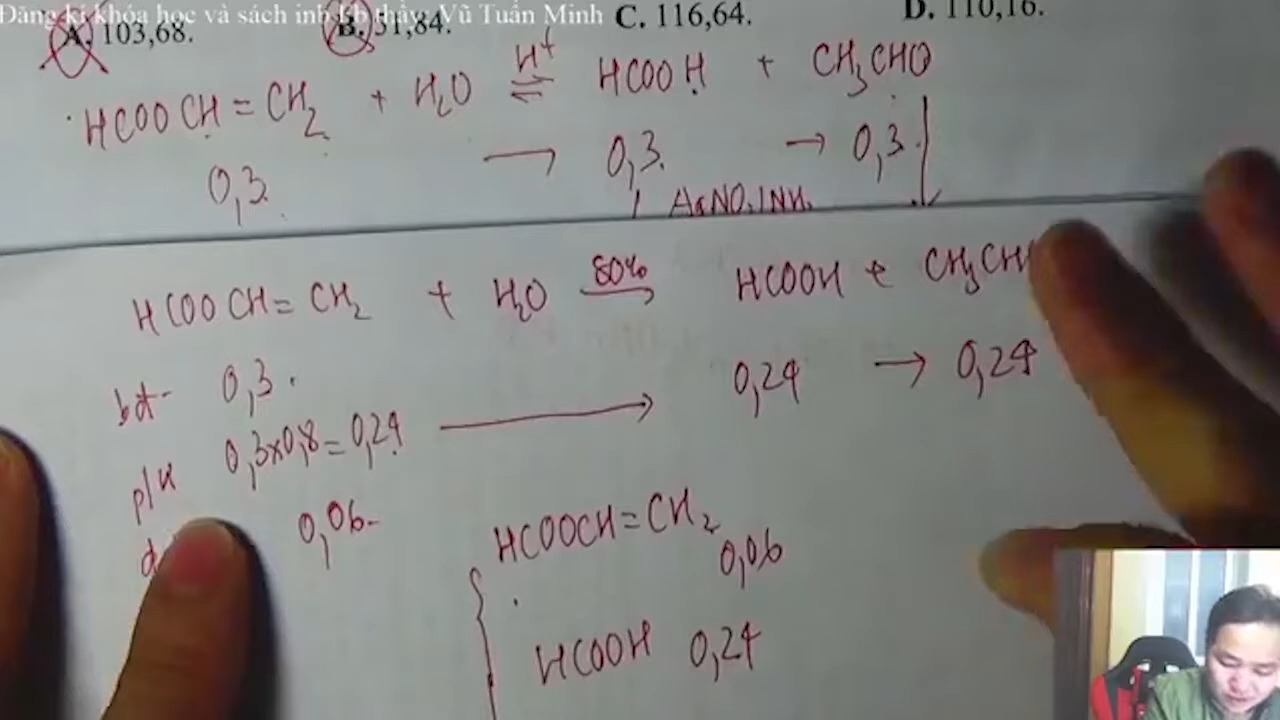 Đăng kí khóa học và sách inb fb thầy: Vũ Tuấn Minh
A. 103,68. B. 51,84. C. 116,64. D. 110,16.
HCOOCH=CH2 + H2O ⇌ H+ HCOOH + CH3CHO
0,3. → 0,3. → 0,3.
AgNO3/NH3
HCOOCH=CH2 + H2O 80% → HCOOH + CH3CH
bđ 0,3.
0,24 → 0,24
p/ư 0,3x0,8=0,24 →
0,06
HCOOCH=CH2
0,06
HCOOH 0,24